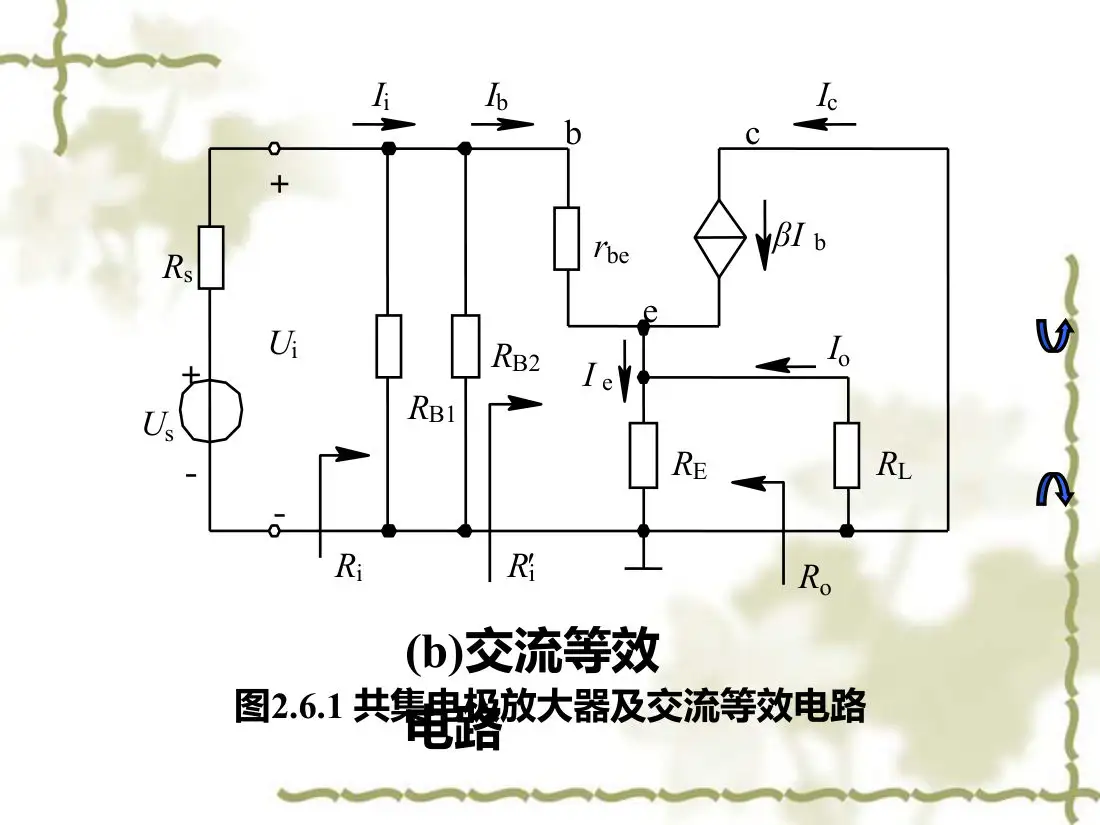 Ii
Ib
b
c
Ic
+
Rs
rbe
βI b
e
Ui
RB2
Io
+
I e
Us
RB1
RE
RL
-
-
Ri
R′i
Ro
(b)交流等效
电路
图2.6.1 共集电极放大器及交流等效电路